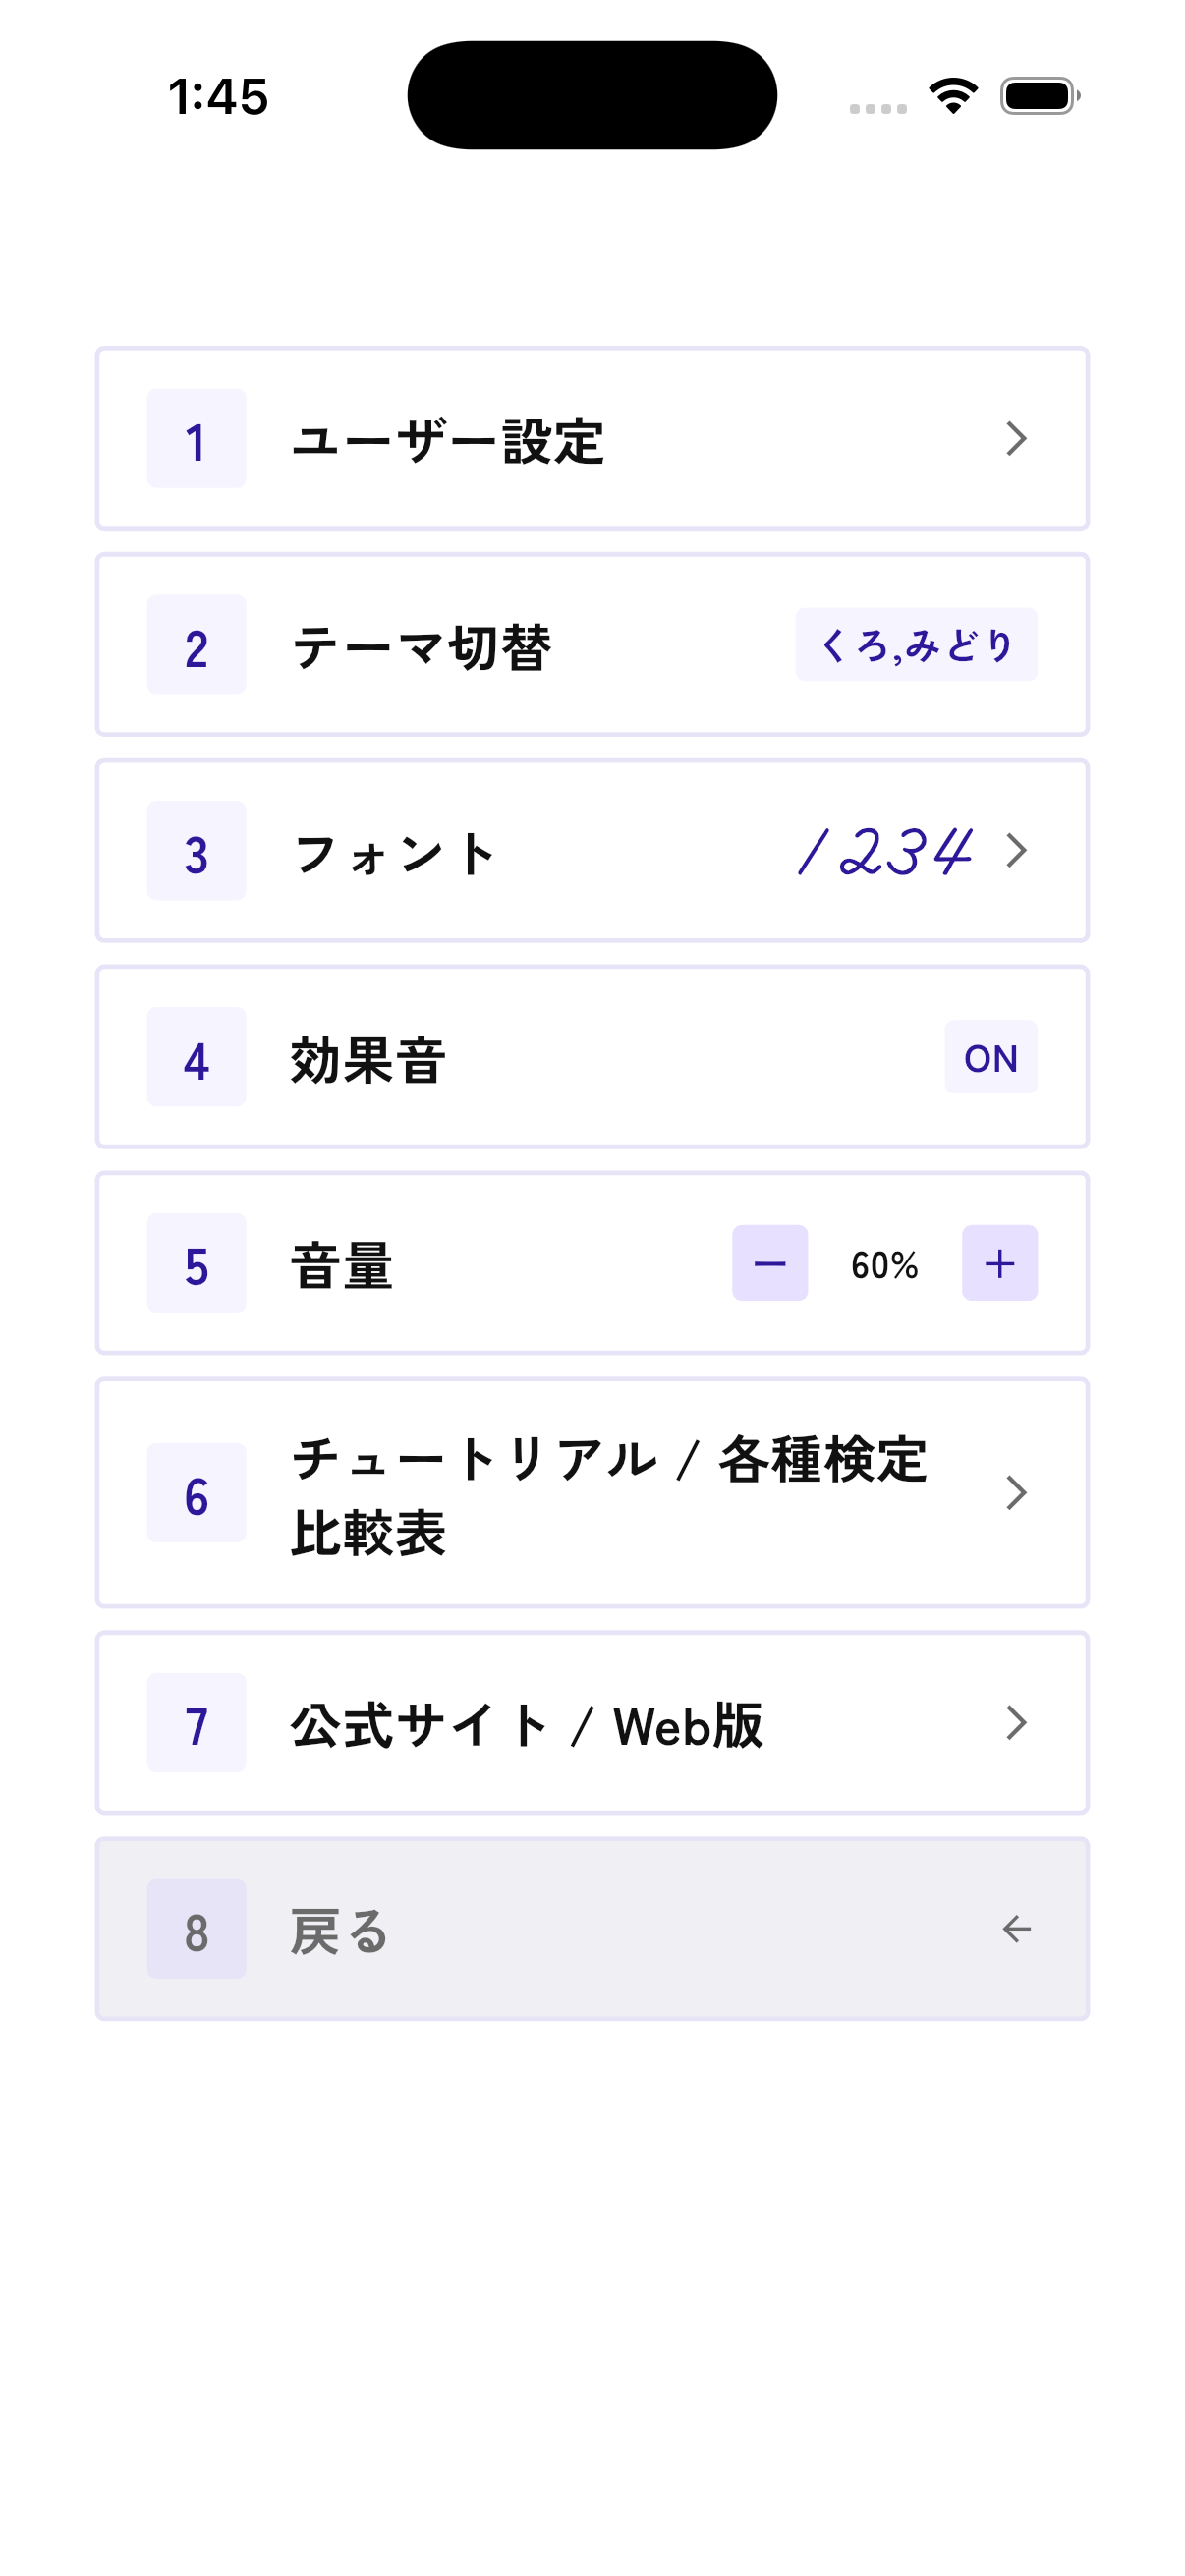 1:45
1 ユーザー設定
2 テーマ切替 くろ,みどり
3 フォント 1234
4 効果音 ON
5 音量 − 60% +
6 チュートリアル / 各種検定
比較表
7 公式サイト / Web版
8 戻る